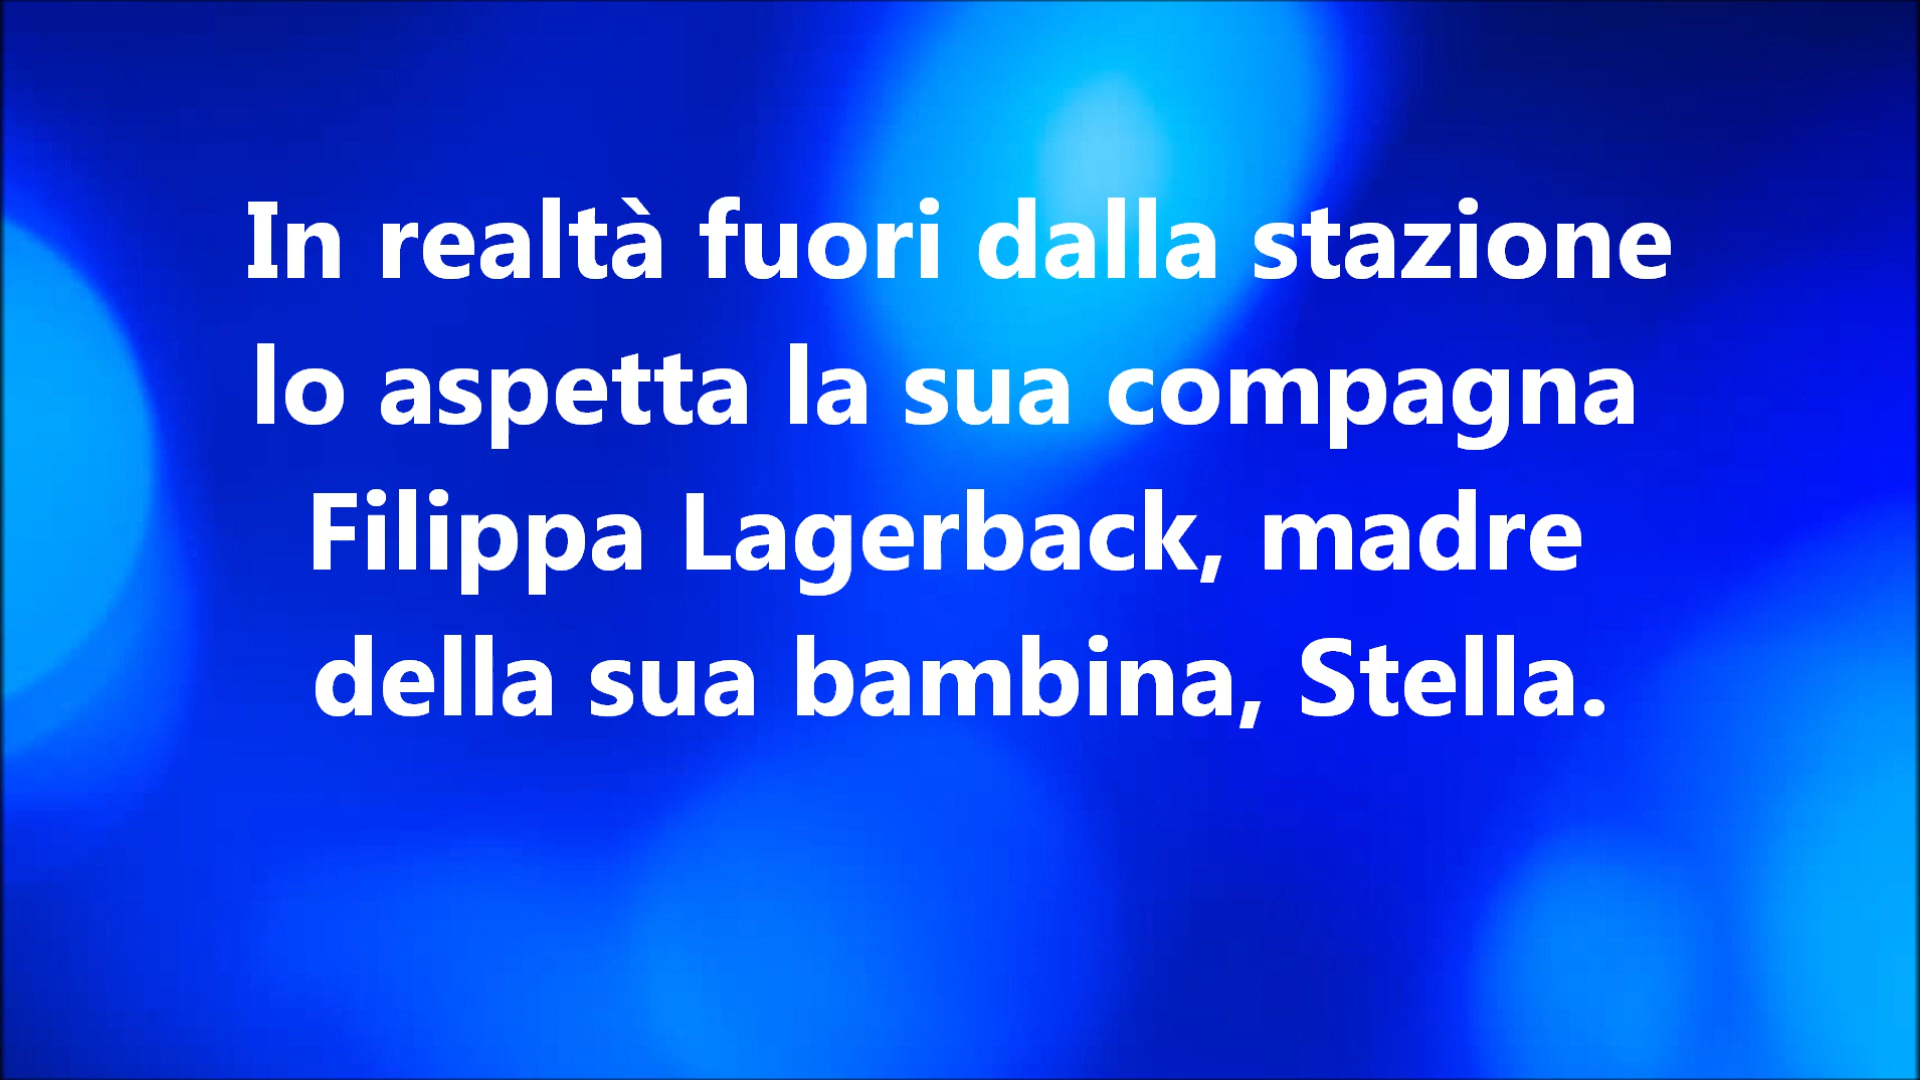 In realtà fuori dalla stazione
lo aspetta la sua compagna
Filippa Lagerback, madre
della sua bambina, Stella.